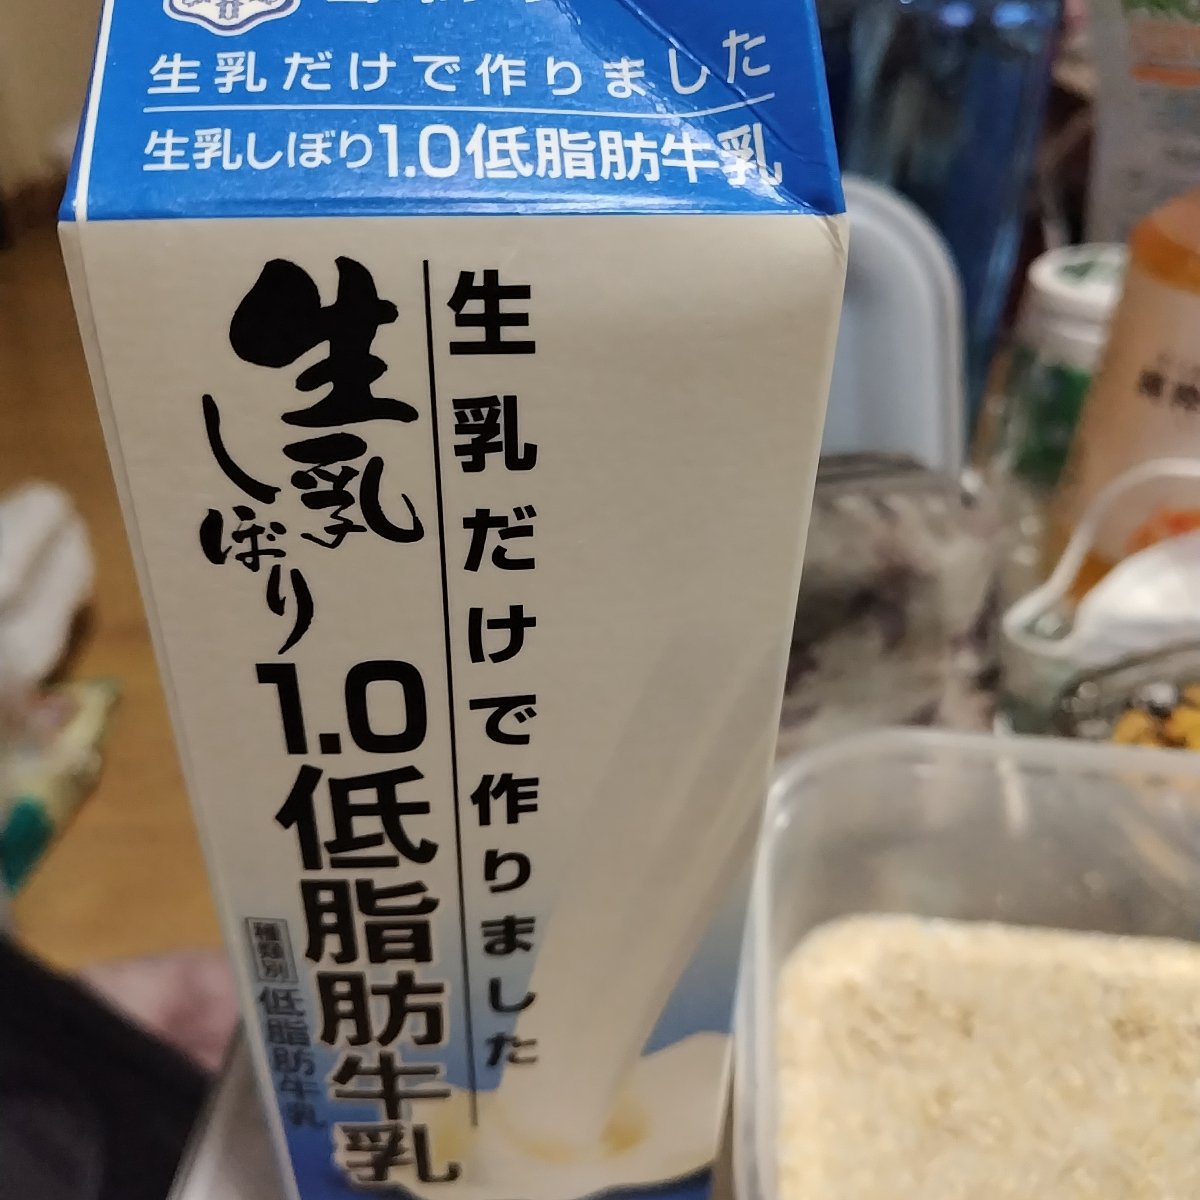 生乳だけで作りました
生乳しぼり1.0低脂肪牛乳
生乳だけで作りました
生乳
しぼり
1.0低脂肪牛乳
種類別 低脂肪牛乳